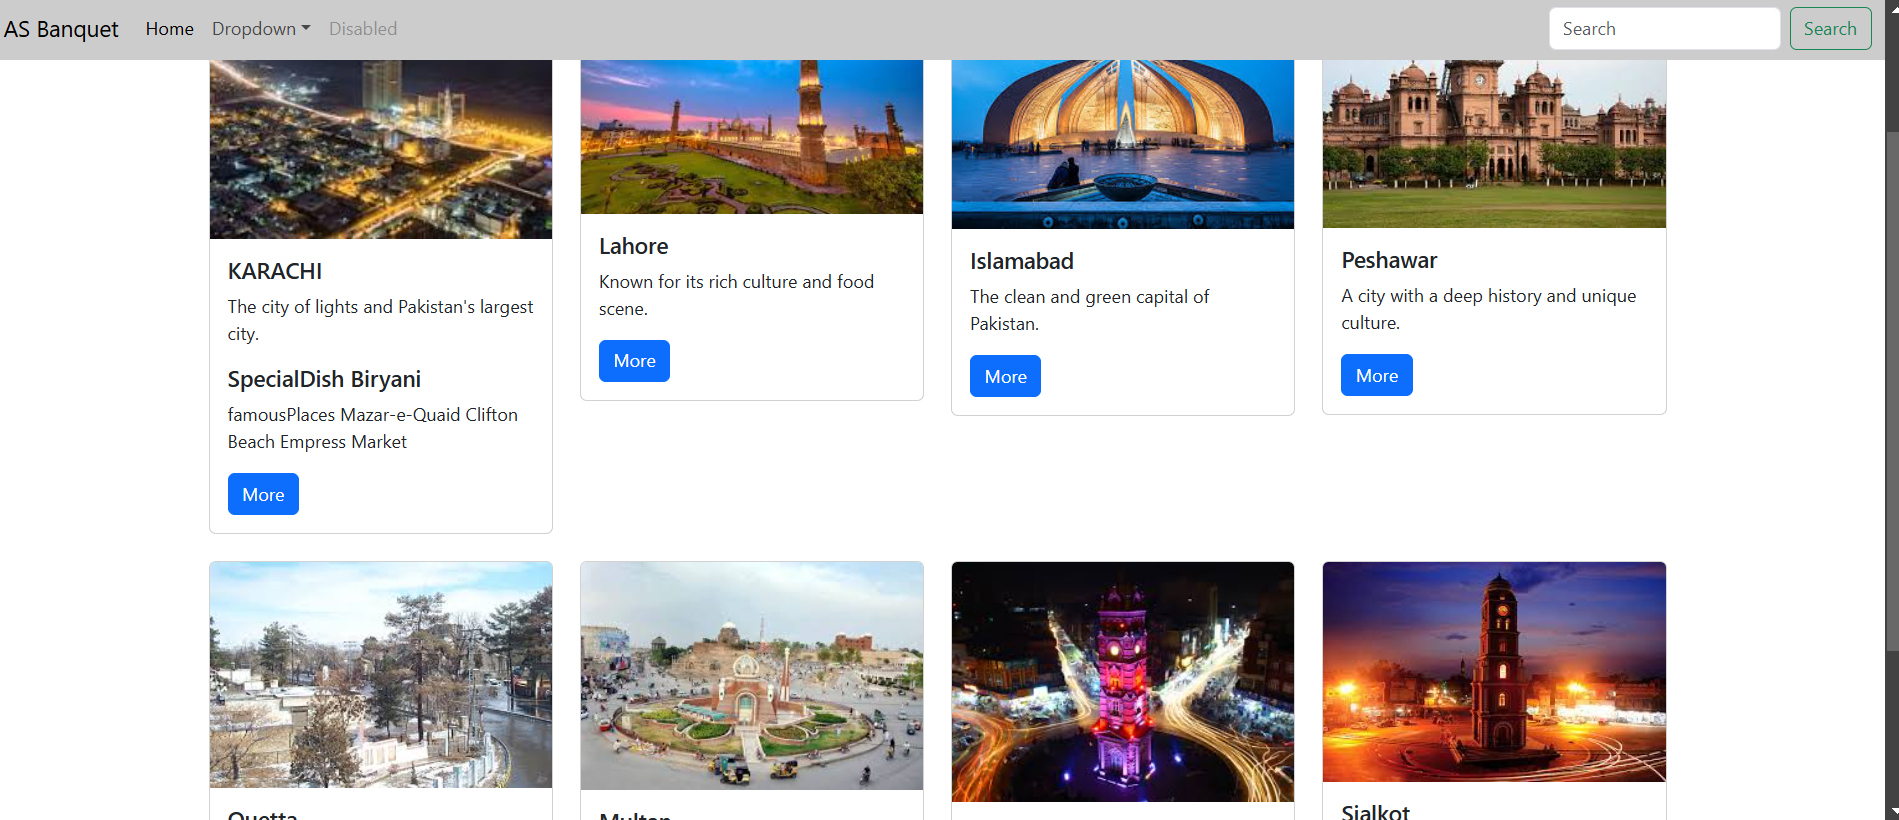 AS Banquet Home Dropdown Disabled Search Search
KARACHI
The city of lights and Pakistan's largest
city.
SpecialDish Biryani
famousPlaces Mazar-e-Quaid Clifton
Beach Empress Market
More
Lahore
Known for its rich culture and food
scene.
More
Islamabad
The clean and green capital of
Pakistan.
More
Peshawar
A city with a deep history and unique
culture.
More
Quetta
Multan
Sialkot